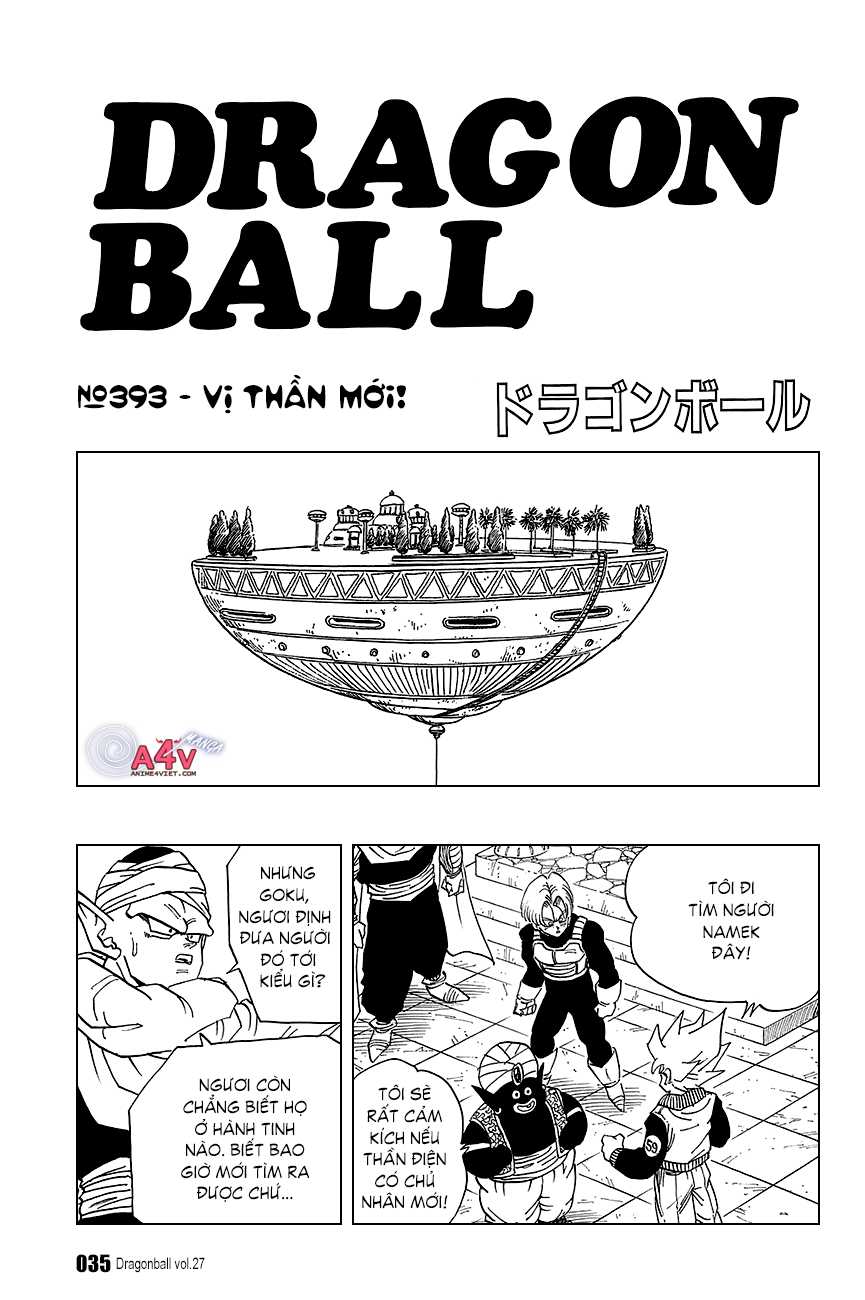 DRAGON
BALL
№393 - Vị THẦN MỚi!
ドラゴンボール
A4V
MANGA
ANIME4VIET.COM
TÔI ĐI
TÌM NGƯỜI
NAMEK
ĐÂY!
TÔI SẼ
RẤT CẢM
KÍCH NẾU
THẦN ĐIỆN
CÓ CHỦ
NHÂN MỚI!
59
NHƯNG
GOKU,
NGƯƠI ĐỊNH
ĐƯA NGƯỜI
ĐÓ TỚI
KIỂU GÌ?
NGƯƠI CÒN
CHẲNG BIẾT HỌ
Ở HÀNH TINH
NÀO. BIẾT BAO
GIỜ MỚI TÌM RA
ĐƯỢC CHỨ...
035 Dragonball vol.27